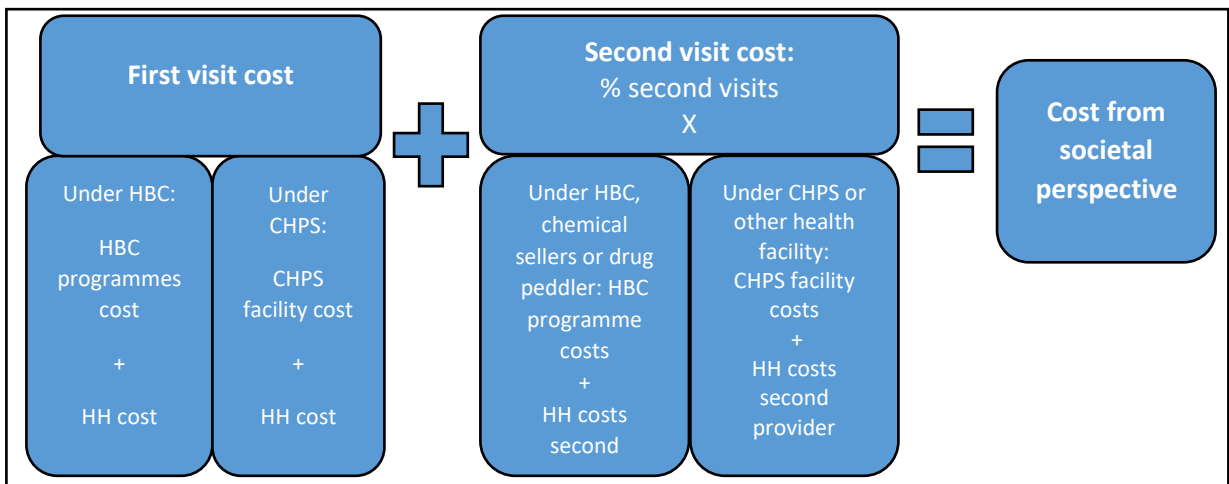 First visit cost
Under HBC:
HBC
programmes
cost
+
HH cost
Under
CHPS:
CHPS
facility cost
+
HH cost
Second visit cost:
% second visits
X
Under HBC,
chemical
sellers or drug
peddler: HBC
programme
costs
+
HH costs
second
Under CHPS or
other health
facility:
CHPS facility
costs
+
HH costs
second
provider
Cost from
societal
perspective